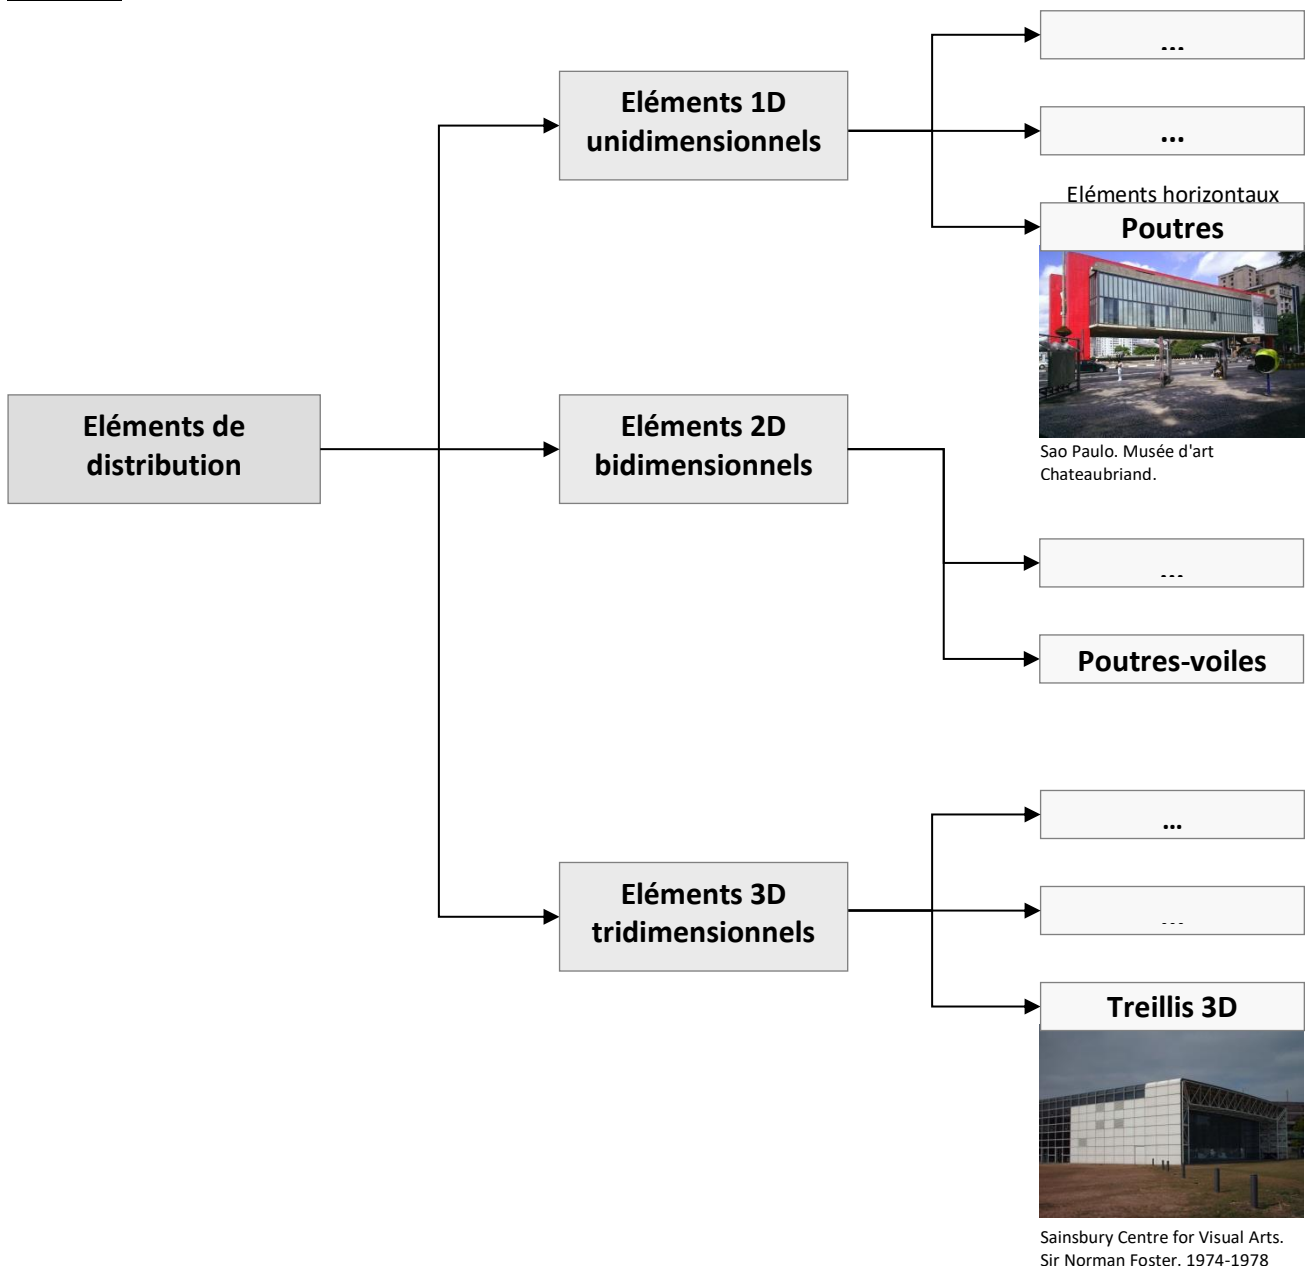 ...
Eléments 1D
unidimensionnels
...
Eléments horizontaux
Poutres
Eléments de
distribution
Eléments 2D
bidimensionnels
Sao Paulo. Musée d'art
Chateaubriand.
...
Poutres-voiles
...
Eléments 3D
tridimensionnels
...
Treillis 3D
Sainsbury Centre for Visual Arts.
Sir Norman Foster. 1974-1978